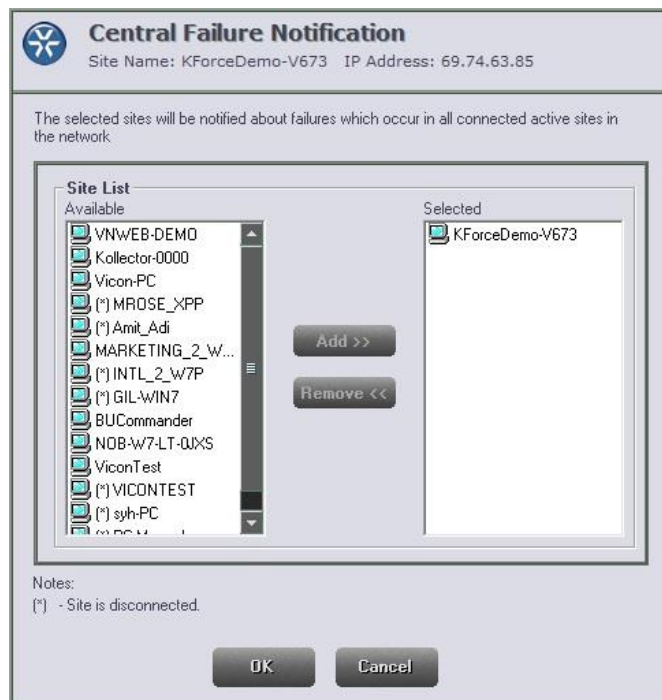 Central Failure Notification
Site Name: KForceDemo-V673 IP Address: 69.74.63.85
The selected sites will be notified about failures which occur in all connected active sites in
the network
Site List
Available
VNWEB-DEMO
Kollector-0000
Vicon-PC
(*) MROSE_XPP
(*) Amit_Adi
MARKETING_2_W...
(*) INTL_2_W7P
(*) GIL-WIN7
BUCommander
NOB-W7-LT-0JXS
ViconTest
(*) VICONTEST
(*) syh-PC
Add >>
Remove <<
Selected
KForceDemo-V673
Notes:
(*) - Site is disconnected.
OK
Cancel